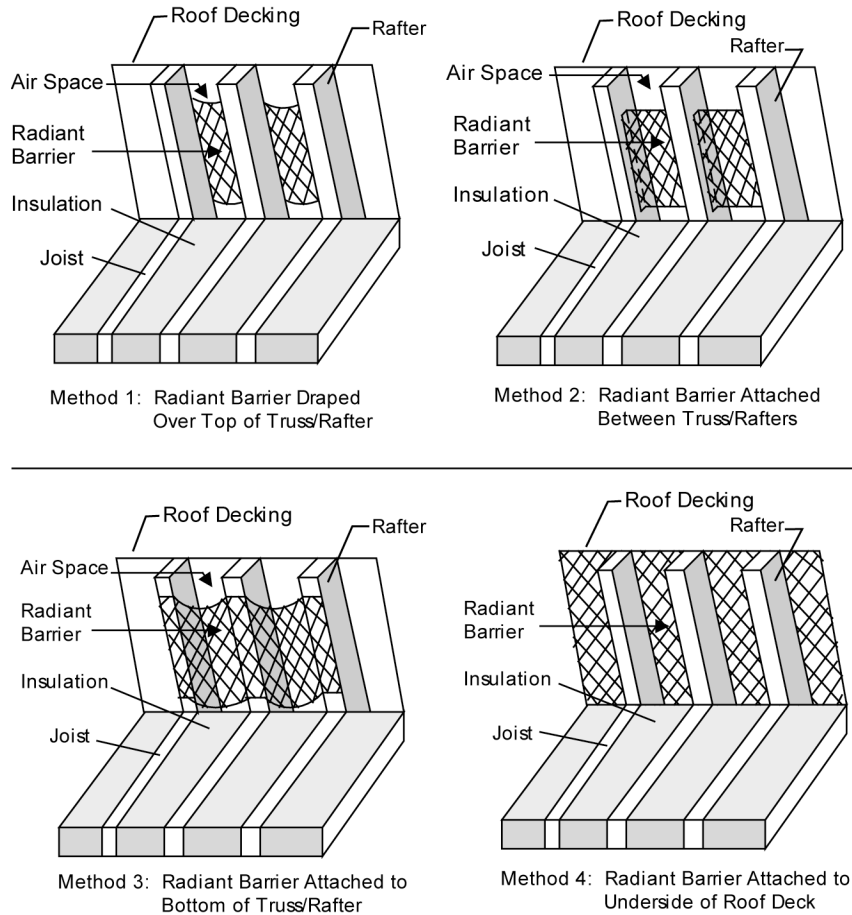 Roof Decking
Rafter
Air Space
Radiant
Barrier
Insulation
Joist
Method 1: Radiant Barrier Draped
Over Top of Truss/Rafter
Roof Decking
Rafter
Air Space
Radiant
Barrier
Insulation
Joist
Method 2: Radiant Barrier Attached
Between Truss/Rafters
Roof Decking
Rafter
Air Space
Radiant
Barrier
Insulation
Joist
Method 3: Radiant Barrier Attached to
Bottom of Truss/Rafter
Roof Decking
Rafter
Radiant
Barrier
Insulation
Joist
Method 4: Radiant Barrier Attached to
Underside of Roof Deck